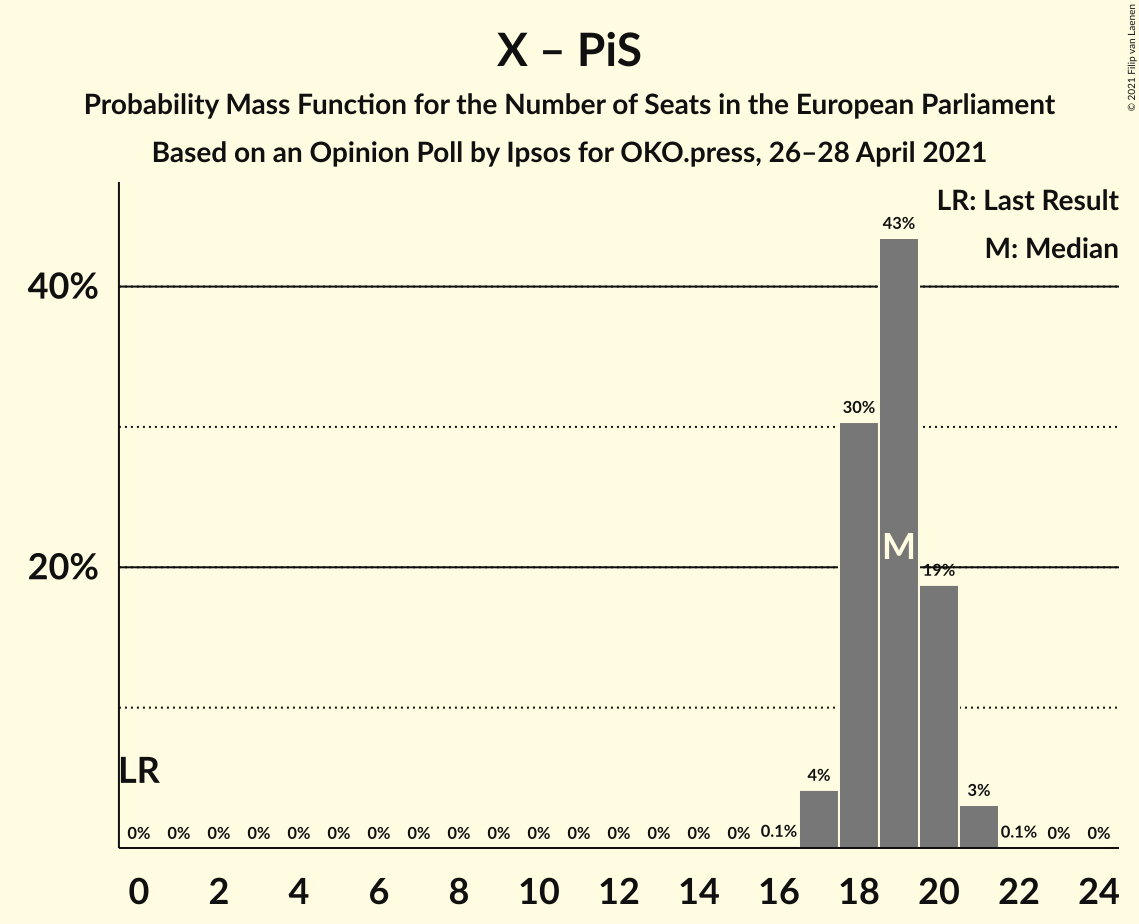 X – PiS
Probability Mass Function for the Number of Seats in the European Parliament
Based on an Opinion Poll by Ipsos for OKO.press, 26–28 April 2021
© 2021 Filip van Laenen
LR: Last Result
M: Median
43%
40%
30%
M
20%
19%
LR
4%
3%
0% 0% 0% 0% 0% 0% 0% 0% 0% 0% 0% 0% 0% 0% 0% 0% 0.1% 0.1% 0% 0%
0 2 4 6 8 10 12 14 16 18 20 22 24